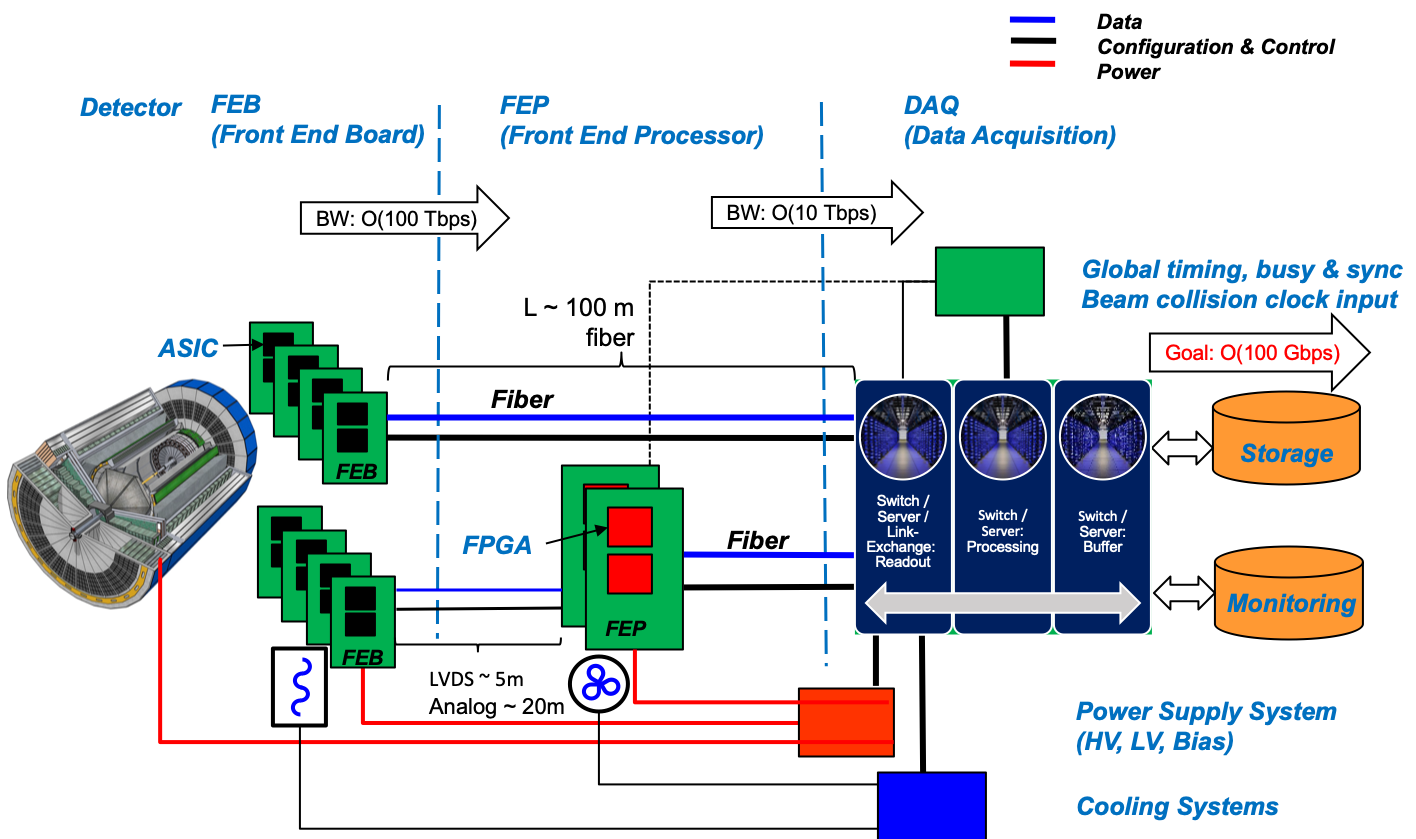 Data
Configuration & Control
Power
Detector
FEB
(Front End Board)
FEP
(Front End Processor)
DAQ
(Data Acquisition)
BW: O(100 Tbps)
BW: O(10 Tbps)
Global timing, busy & sync
Beam collision clock input
L ~ 100 m
fiber
Goal: O(100 Gbps)
ASIC
Fiber
FEB
Storage
Switch /
Server /
Link-
Exchange:
Readout
Switch /
Server:
Processing
Switch /
Server:
Buffer
FPGA
Fiber
FEP
Monitoring
FEB
LVDS ~ 5m
Analog ~ 20m
Power Supply System
(HV, LV, Bias)
Cooling Systems